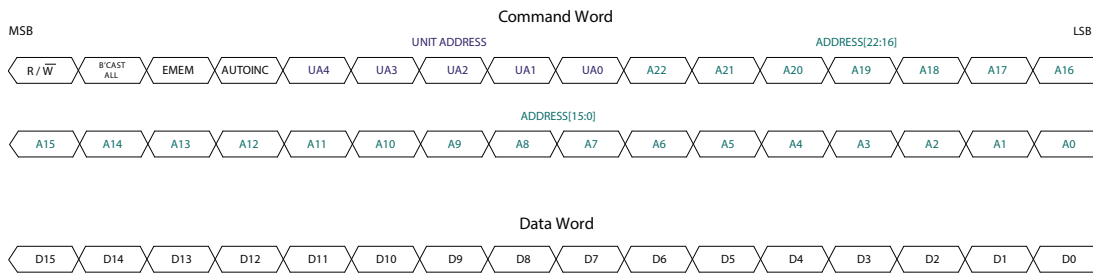 Command Word
MSB LSB
UNIT ADDRESS ADDRESS[22:16]
R / W B'CAST ALL EMEM AUTOINC UA4 UA3 UA2 UA1 UA0 A22 A21 A20 A19 A18 A17 A16
ADDRESS[15:0]
A15 A14 A13 A12 A11 A10 A9 A8 A7 A6 A5 A4 A3 A2 A1 A0
Data Word
D15 D14 D13 D12 D11 D10 D9 D8 D7 D6 D5 D4 D3 D2 D1 D0